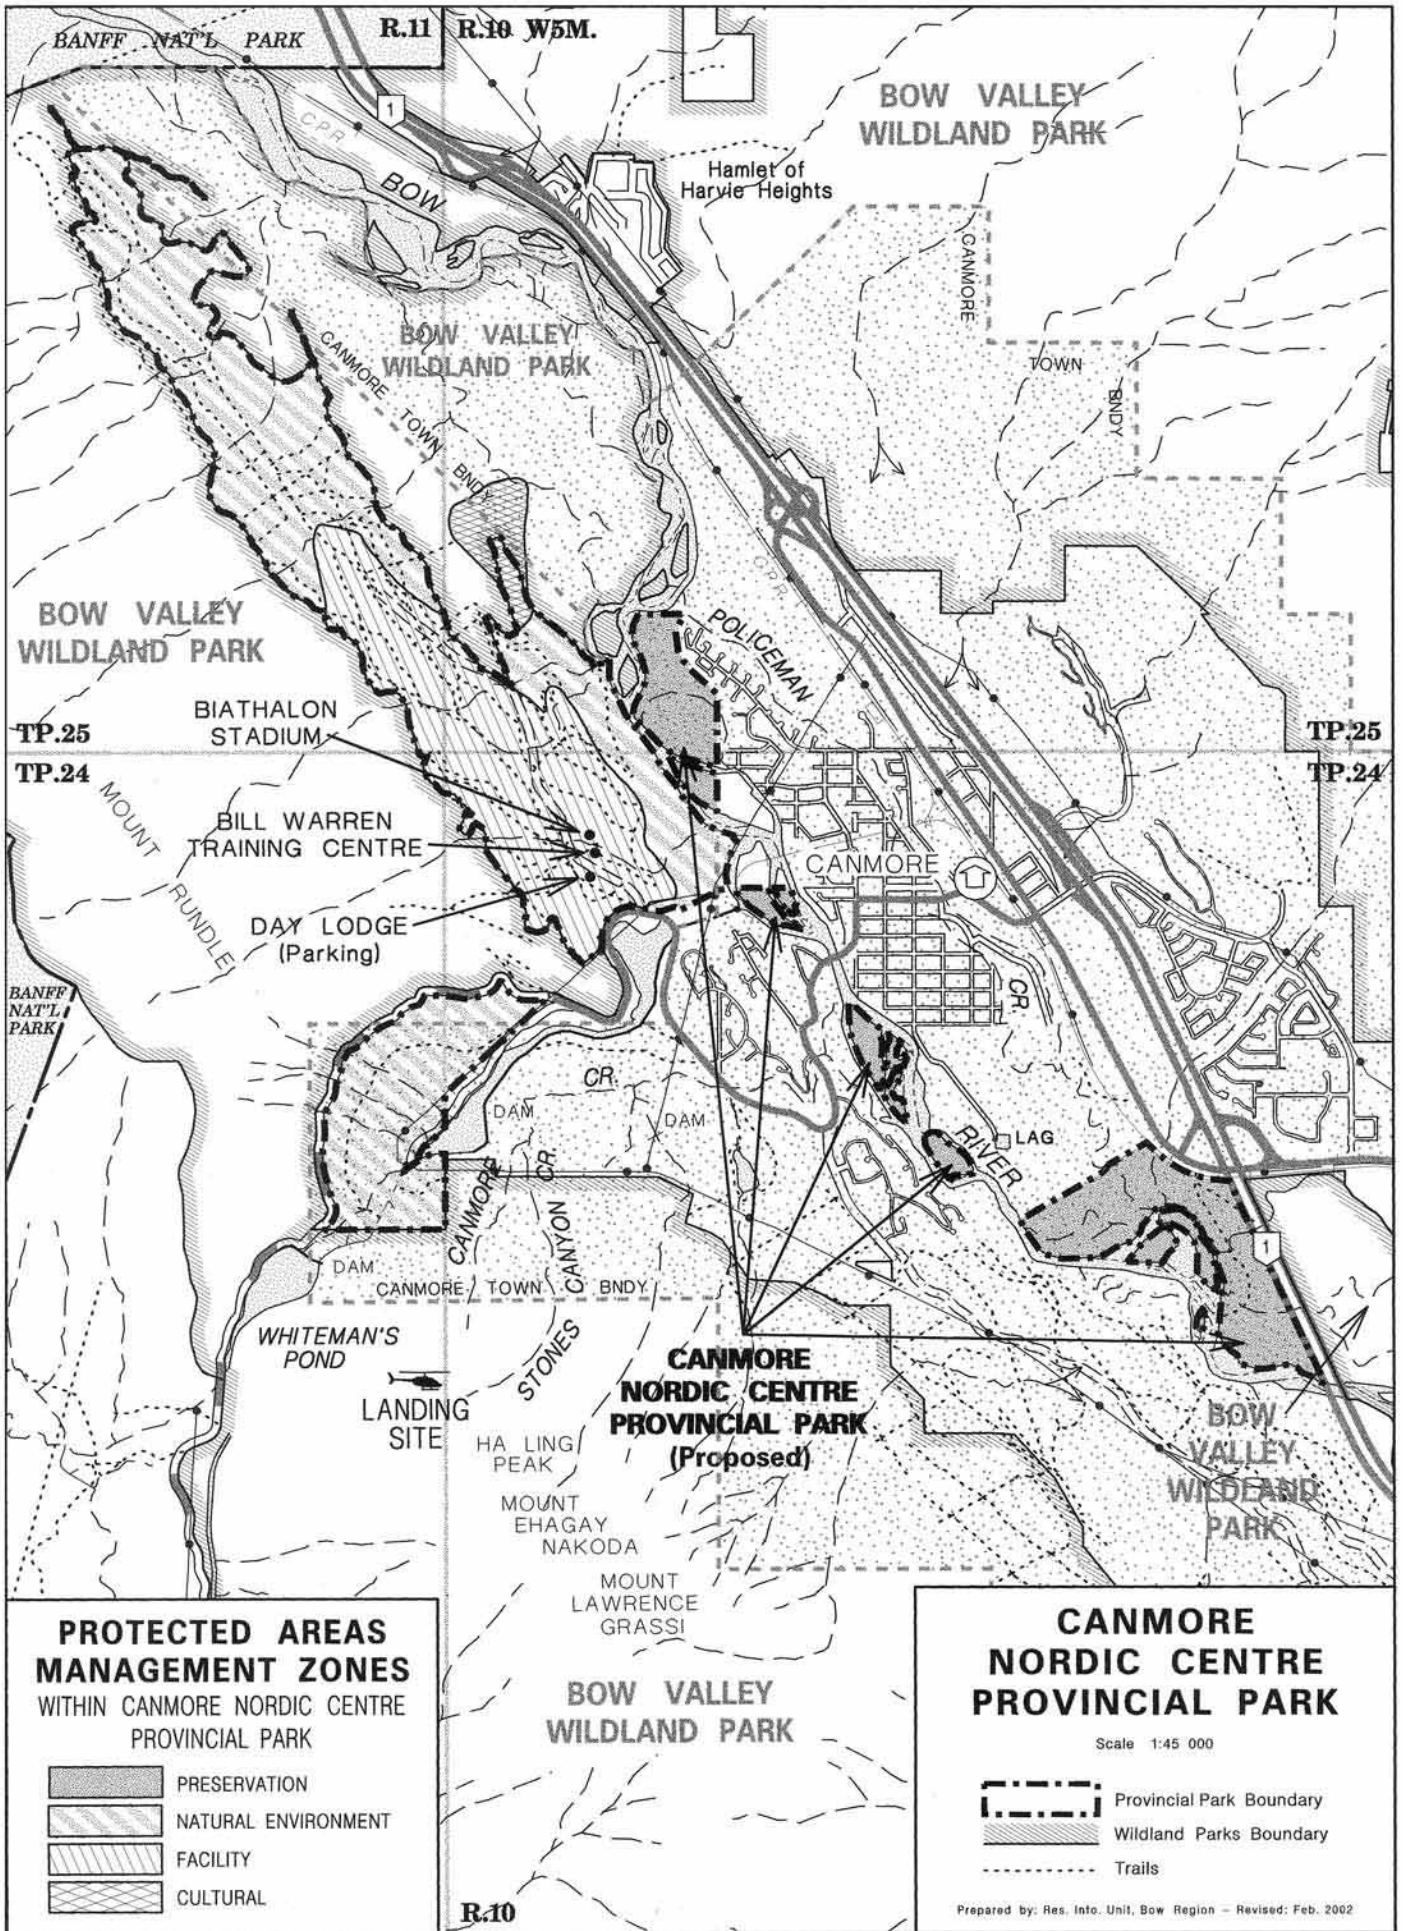 BANFF NAT'L PARK
R.11
R.10 W5M.
1
CPR
BOW
BOW VALLEY
WILDLAND PARK
Hamlet of
Harvie Heights
CANMORE
TOWN
BNDY
BOW VALLEY
WILDLAND PARK
CANMORE TOWN BNDY
CPR
BOW VALLEY
WILDLAND PARK
POLICEMAN
BIATHALON
STADIUM
TP.25
TP.24
TP.25
TP.24
MOUNT
RUNDLE
BILL WARREN
TRAINING CENTRE
CANMORE
DAY LODGE
(Parking)
BANFF
NAT'L
PARK
CR.
CR.
DAM
DAM
RIVER
LAG
CANMORE
CR.
CANYON
DAM
CANMORE TOWN BNDY
1
WHITEMAN'S
POND
STONES
LANDING
SITE
CANMORE
NORDIC CENTRE
PROVINCIAL PARK
(Proposed)
HA LING
PEAK
MOUNT
EHAGAY
NAKODA
MOUNT
LAWRENCE
GRASSI
BOW
VALLEY
WILDLAND
PARK
BOW VALLEY
WILDLAND PARK
R.10
PROTECTED AREAS
MANAGEMENT ZONES
WITHIN CANMORE NORDIC CENTRE
PROVINCIAL PARK
PRESERVATION
NATURAL ENVIRONMENT
FACILITY
CULTURAL
CANMORE
NORDIC CENTRE
PROVINCIAL PARK
Scale 1:45 000
Provincial Park Boundary
Wildland Parks Boundary
Trails
Prepared by: Res. Info. Unit, Bow Region – Revised: Feb. 2002